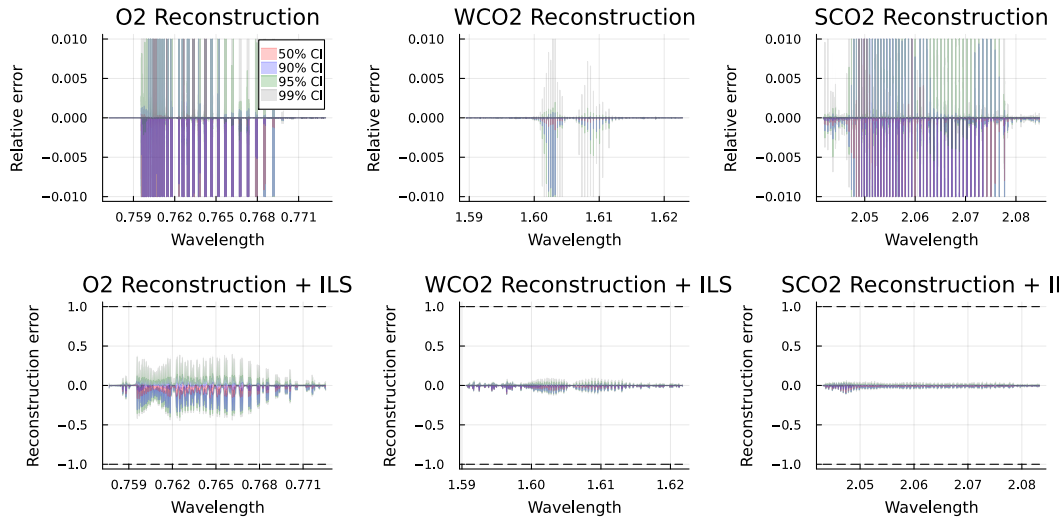 O2 Reconstruction
WCO2 Reconstruction
SCO2 Reconstruction
Relative error
0.010
0.005
0.000
−0.005
−0.010
50% CI
90% CI
95% CI
99% CI
0.759
0.762
0.765
0.768
0.771
Wavelength
Relative error
0.010
0.005
0.000
−0.005
−0.010
1.59
1.60
1.61
1.62
Wavelength
Relative error
0.010
0.005
0.000
−0.005
−0.010
2.05
2.06
2.07
2.08
Wavelength
O2 Reconstruction + ILS
WCO2 Reconstruction + ILS
SCO2 Reconstruction + II
Reconstruction error
1.0
0.5
0.0
−0.5
−1.0
0.759
0.762
0.765
0.768
0.771
Wavelength
Reconstruction error
1.0
0.5
0.0
−0.5
−1.0
1.59
1.60
1.61
1.62
Wavelength
Reconstruction error
1.0
0.5
0.0
−0.5
−1.0
2.05
2.06
2.07
2.08
Wavelength